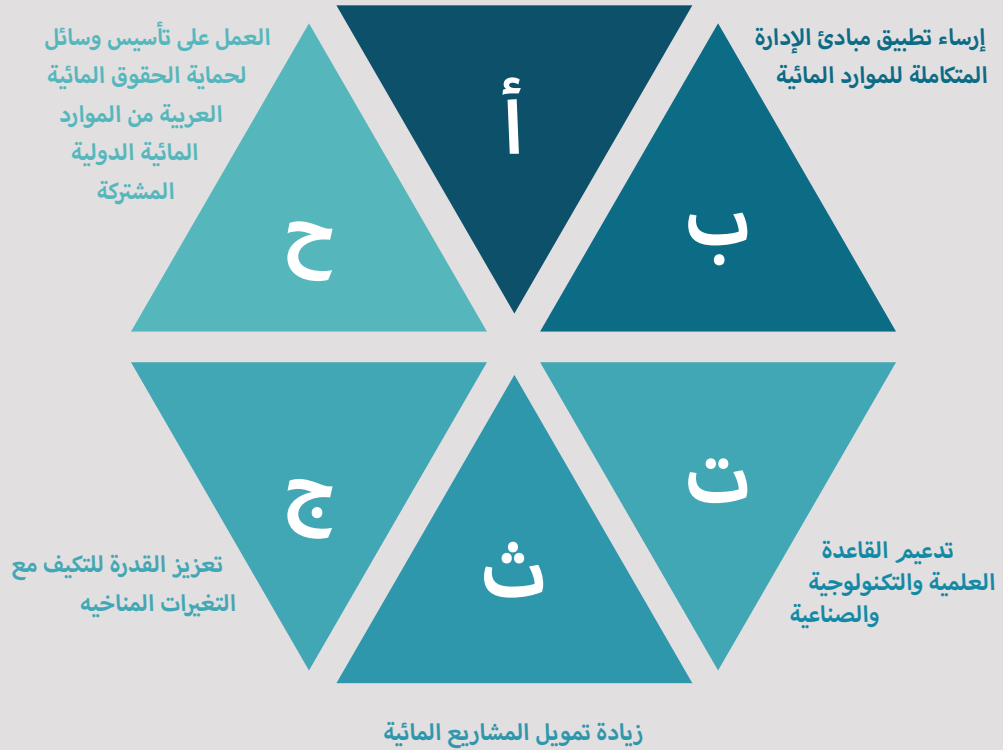 أ
إرساء تطبيق مبادئ الإدارة
المتكاملة للموارد المائية
ب
ت
تدعيم القاعدة
العلمية والتكنولوجية
والصناعية
ث
زيادة تمويل المشاريع المائية
ج
تعزيز القدرة للتكيف مع
التغيرات المناخيه
ح
العمل على تأسيس وسائل
لحماية الحقوق المائية
العربية من الموارد
المائية الدولية
المشتركة